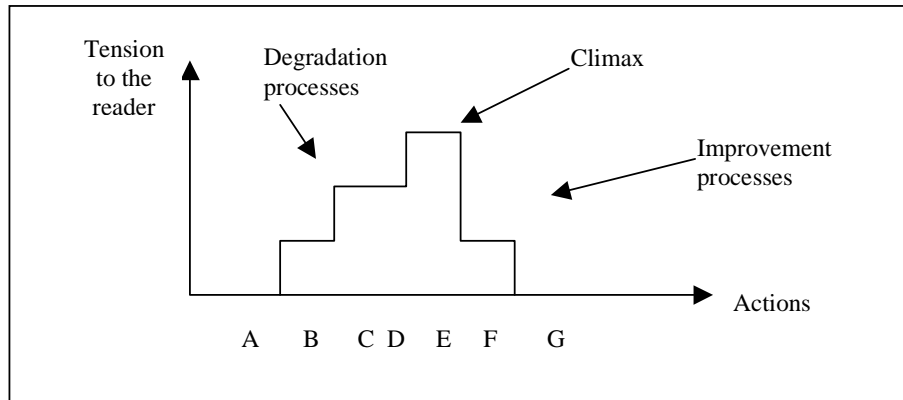 Tension
to the
reader
Degradation
processes
Climax
Improvement
processes
Actions
A B C D E F G